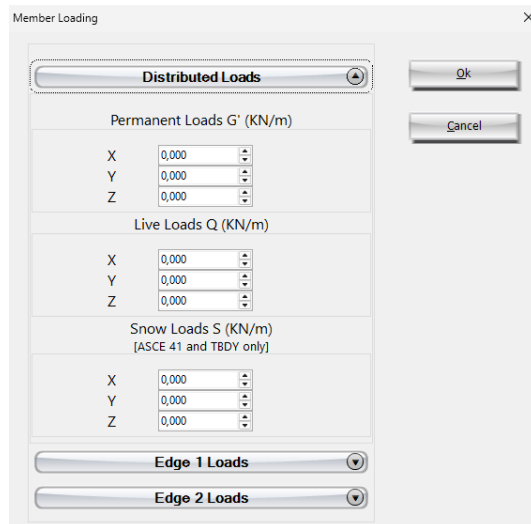 Member Loading
Distributed Loads
Ok
Permanent Loads G' (KN/m)
Cancel
X 0,000
Y 0,000
Z 0,000
Live Loads Q (KN/m)
X 0,000
Y 0,000
Z 0,000
Snow Loads S (KN/m)
[ASCE 41 and TBDY only]
X 0,000
Y 0,000
Z 0,000
Edge 1 Loads
Edge 2 Loads